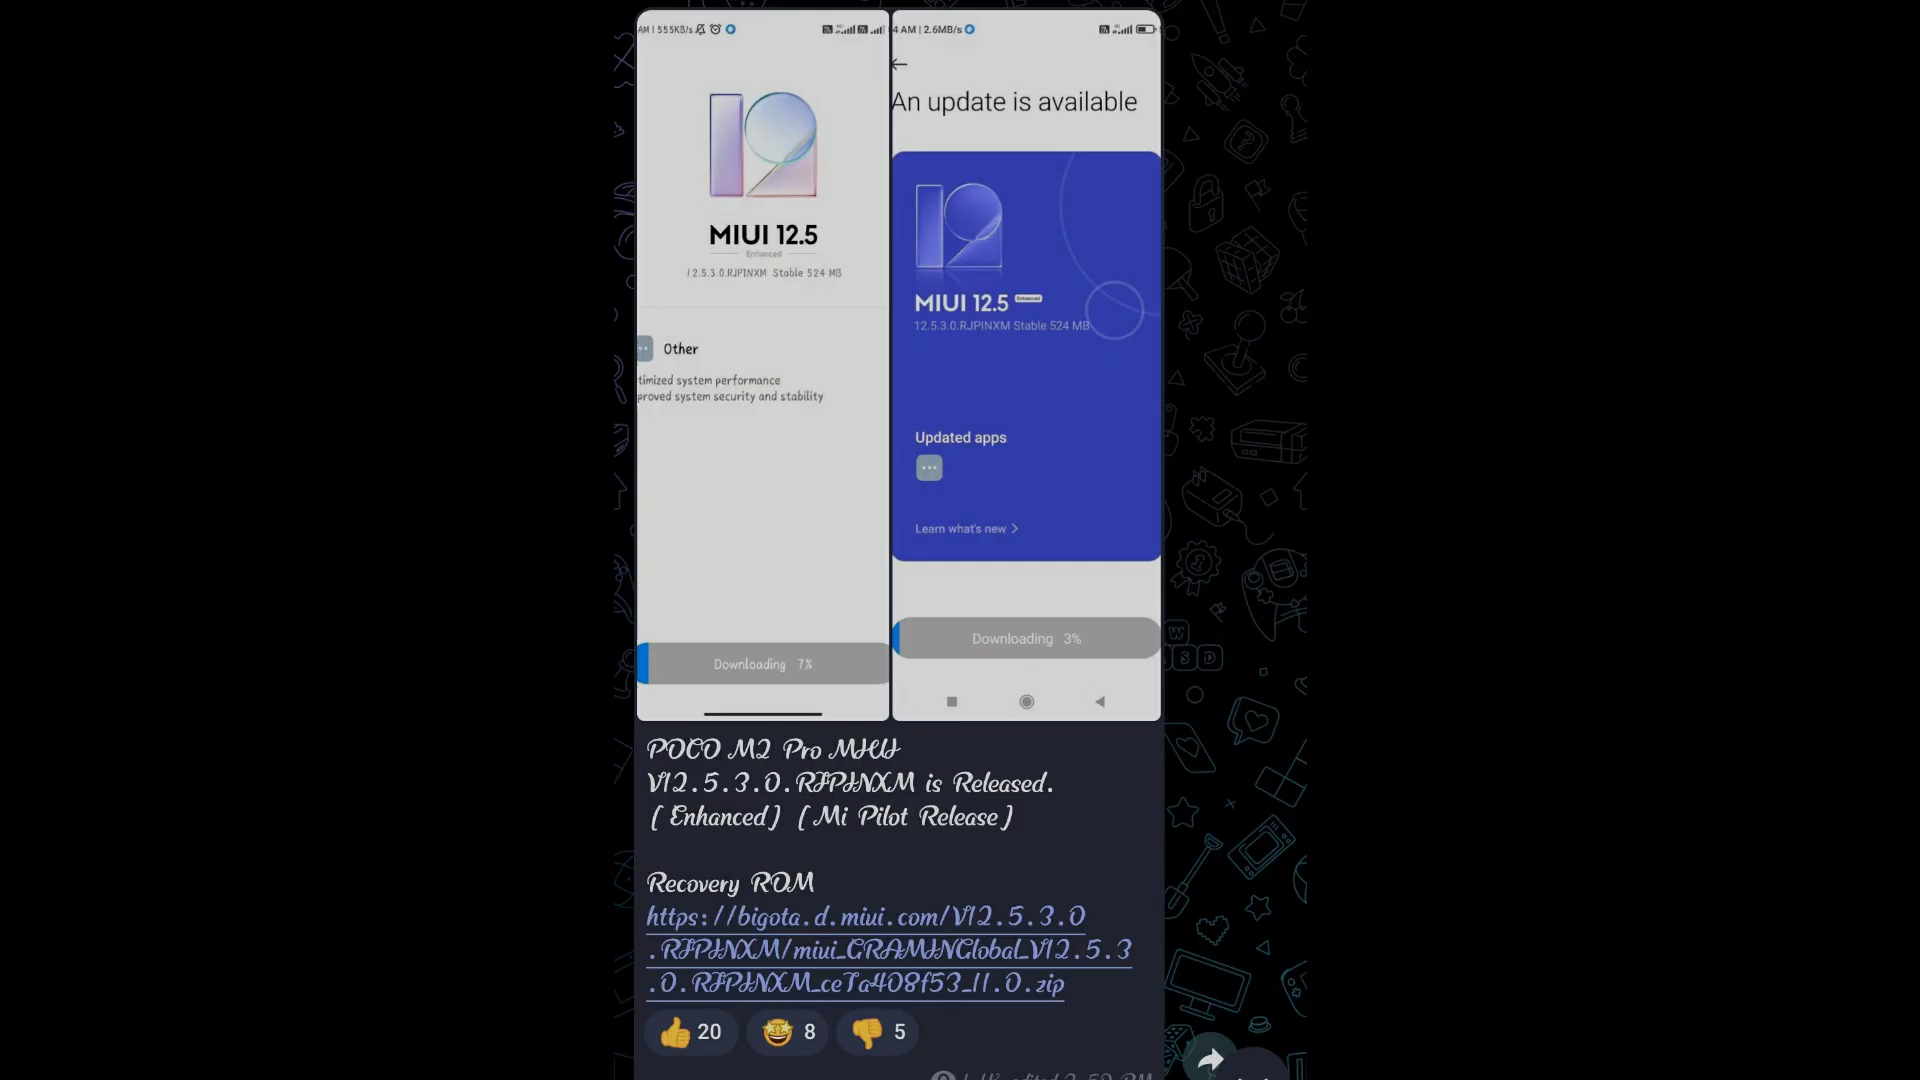 AM | 555KB/s
MIUI 12.5
Enhanced
12.5.3.0.RJPINXM Stable 524 MB
Other
timized system performance
proved system security and stability
Downloading 7%
4 AM | 2.6MB/s
An update is available
MIUI 12.5 Enhanced
12.5.3.0.RJPINXM Stable 524 MB
Updated apps
Learn what's new
Downloading 3%
POCO M2 Pro MIUI
V12.5.3.0.RJPINXM is Released.
[Enhanced] [Mi Pilot Release]
Recovery ROM
https://bigota.d.miui.com/V12.5.3.0
.RJPINXM/miui_GRAMINGlobal_V12.5.3
.0.RJPINXM_ce7a408f53_11.0.zip
20 8 5